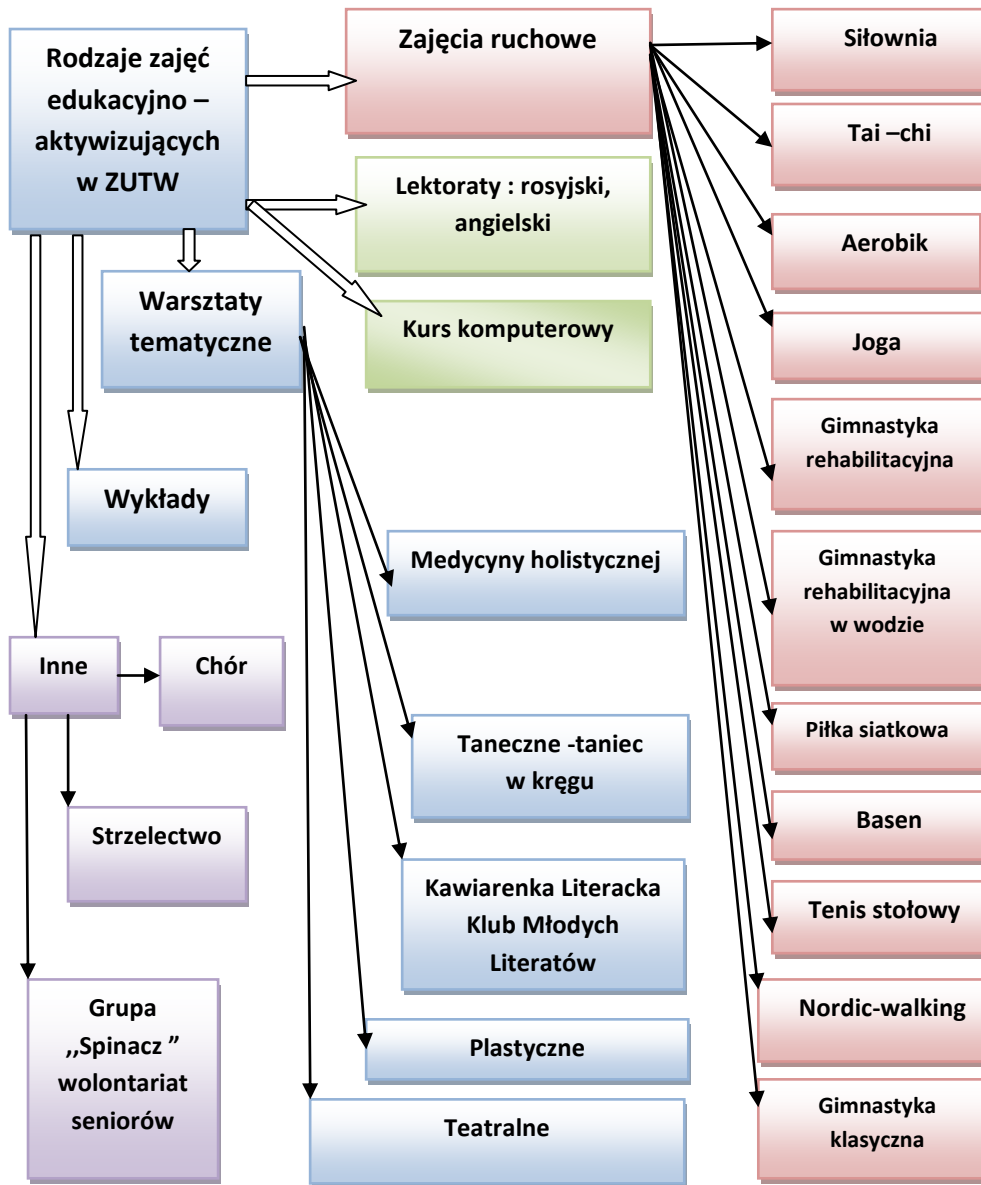 Rodzaje zajęć
edukacyjno –
aktywizujących
w ZUTW
Zajęcia ruchowe
Lektoraty : rosyjski,
angielski
Kurs komputerowy
Warsztaty
tematyczne
Wykłady
Inne
Chór
Strzelectwo
Grupa
,,Spinacz ”
wolontariat
seniorów
Medycyny holistycznej
Taneczne -taniec
w kręgu
Kawiarenka Literacka
Klub Młodych
Literatów
Plastyczne
Teatralne
Siłownia
Tai –chi
Aerobik
Joga
Gimnastyka
rehabilitacyjna
Gimnastyka
rehabilitacyjna
w wodzie
Piłka siatkowa
Basen
Tenis stołowy
Nordic-walking
Gimnastyka
klasyczna